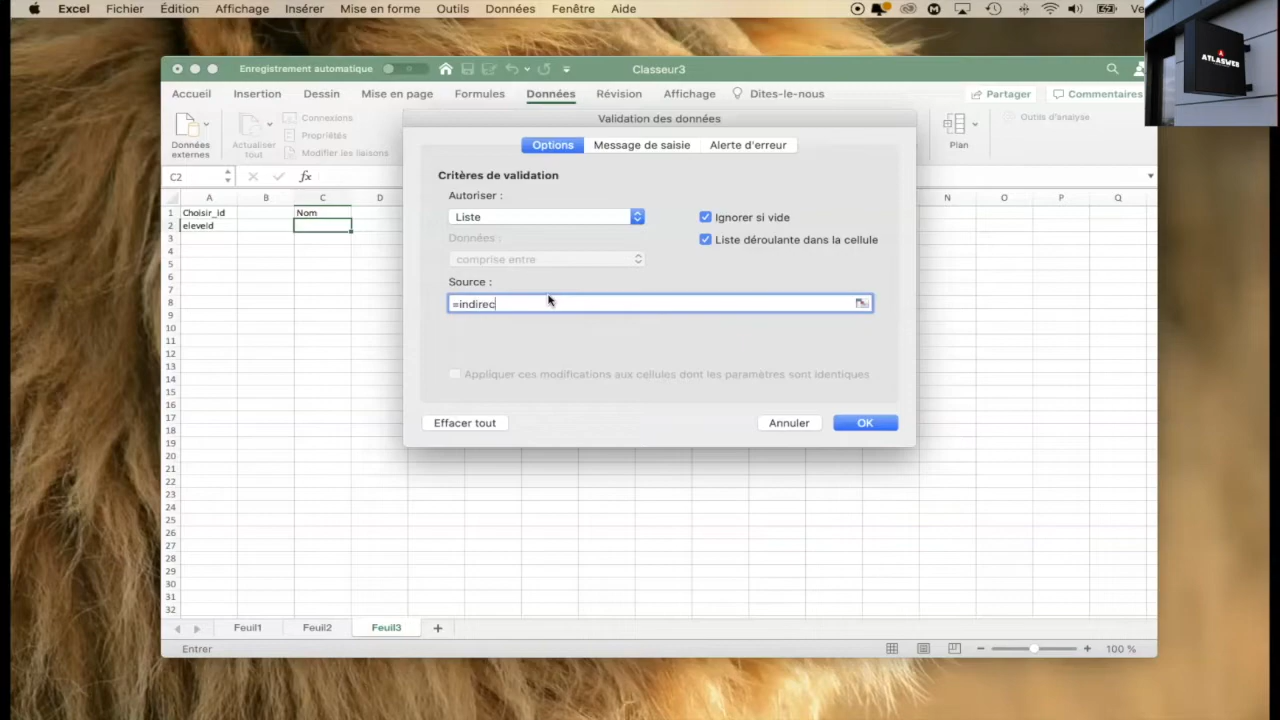 Excel Fichier Édition Affichage Insérer Mise en forme Outils Données Fenêtre Aide
ATLASWEB
Enregistrement automatique
Classeur3
Accueil Insertion Dessin Mise en page Formules Données Révision Affichage Dites-le-nous Partager Commentaires
Données externes
Actualiser tout
Connexions
Propriétés
Modifier les liaisons
Plan
Outils d'analyse
C2 fx
Validation des données
Options Message de saisie Alerte d'erreur
Critères de validation
Autoriser :
Liste
Ignorer si vide
Données :
Liste déroulante dans la cellule
comprise entre
Source :
=indirec
Appliquer ces modifications aux cellules dont les paramètres sont identiques
Effacer tout Annuler OK
A B C D N O P Q
1 Choisir_id Nom
2 eleveId
3
4
5
6
7
8
9
10
11
12
13
14
15
16
17
18
19
20
21
22
23
24
25
26
27
28
29
30
31
32
Feuil1 Feuil2 Feuil3 +
Entrer 100 %